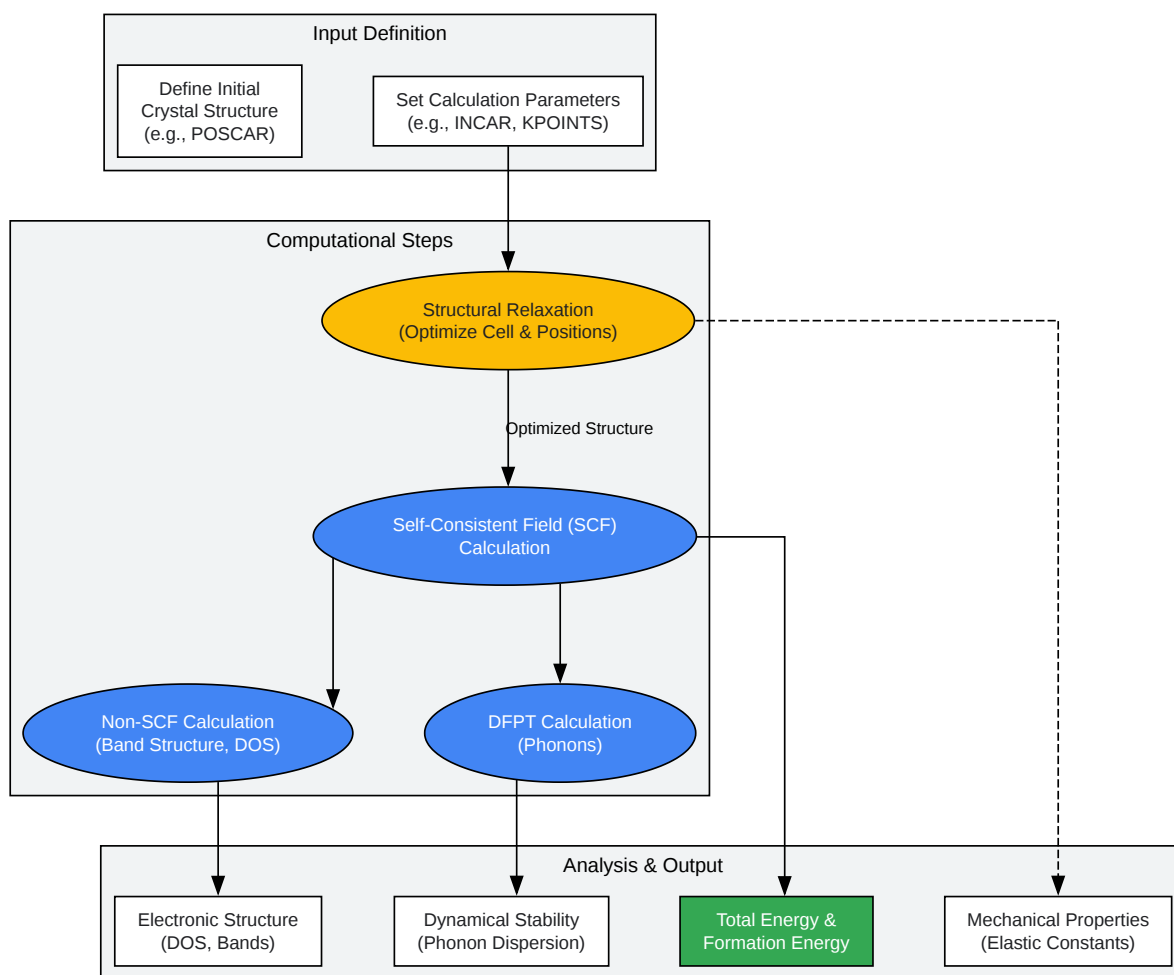 Input Definition
Define Initial
Crystal Structure
(e.g., POSCAR)
Set Calculation Parameters
(e.g., INCAR, KPOINTS)
Computational Steps
Structural Relaxation
(Optimize Cell & Positions)
Optimized Structure
Self-Consistent Field (SCF)
Calculation
Non-SCF Calculation
(Band Structure, DOS)
DFPT Calculation
(Phonons)
Analysis & Output
Electronic Structure
(DOS, Bands)
Dynamical Stability
(Phonon Dispersion)
Total Energy &
Formation Energy
Mechanical Properties
(Elastic Constants)